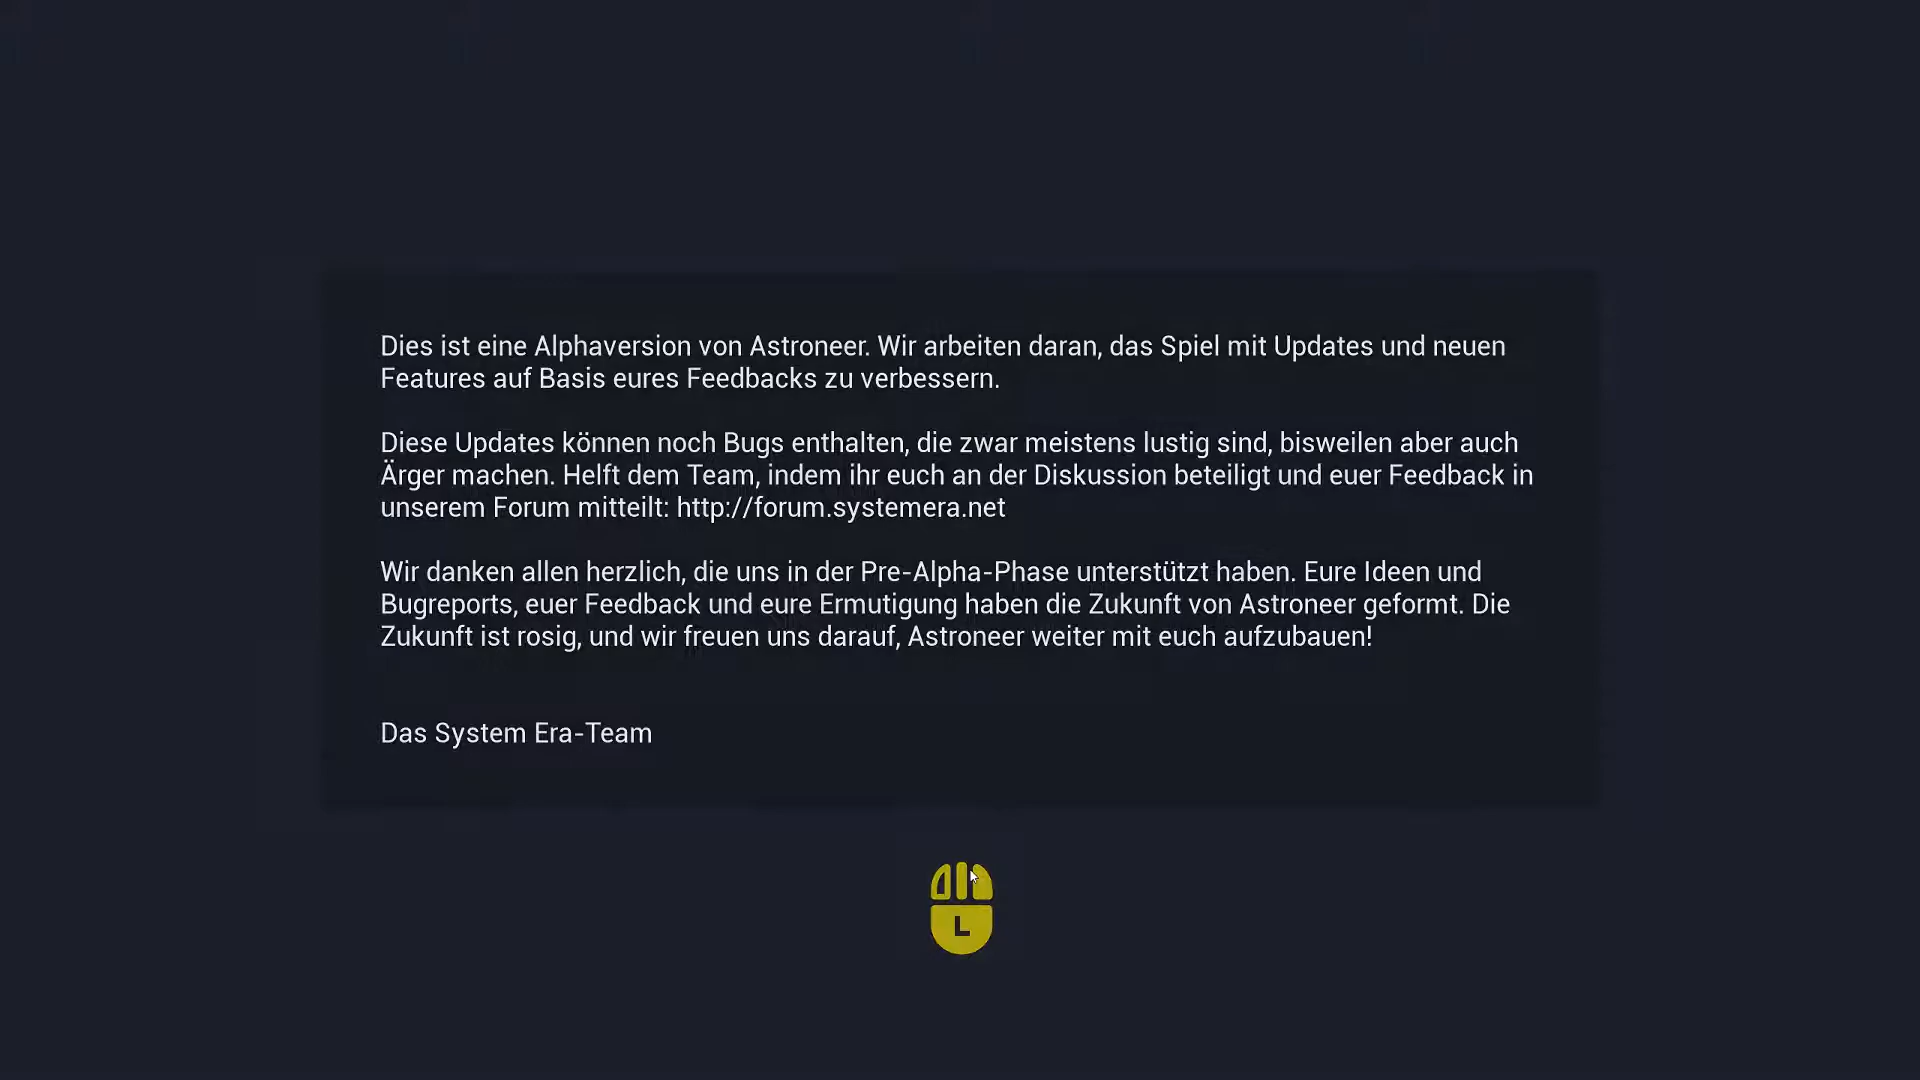 Dies ist eine Alphaversion von Astroneer. Wir arbeiten daran, das Spiel mit Updates und neuen
Features auf Basis eures Feedbacks zu verbessern.
Diese Updates können noch Bugs enthalten, die zwar meistens lustig sind, bisweilen aber auch
Ärger machen. Helft dem Team, indem ihr euch an der Diskussion beteiligt und euer Feedback in
unserem Forum mitteilt: http://forum.systemera.net
Wir danken allen herzlich, die uns in der Pre-Alpha-Phase unterstützt haben. Eure Ideen und
Bugreports, euer Feedback und eure Ermutigung haben die Zukunft von Astroneer geformt. Die
Zukunft ist rosig, und wir freuen uns darauf, Astroneer weiter mit euch aufzubauen!
Das System Era-Team
L